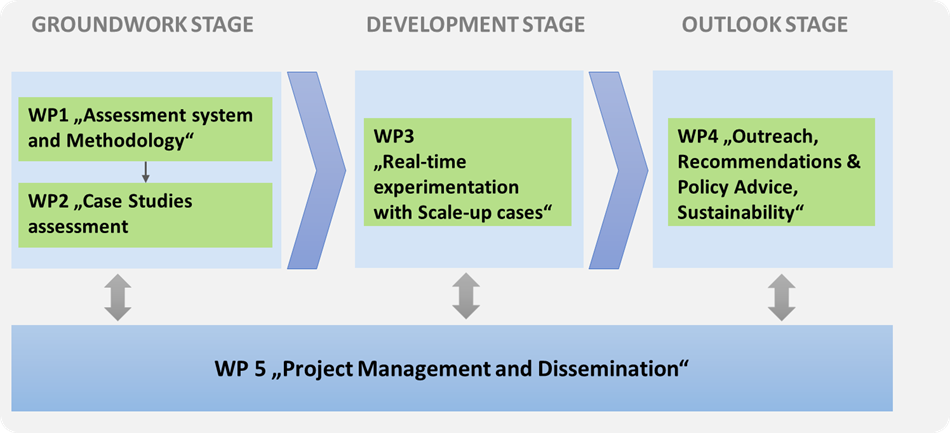 GROUNDWORK STAGE
DEVELOPMENT STAGE
OUTLOOK STAGE
WP1 „Assessment system
and Methodology“
WP2 „Case Studies
assessment
WP3
„Real-time
experimentation
with Scale-up cases“
WP4 „Outreach,
Recommendations &
Policy Advice,
Sustainability“
WP 5 „Project Management and Dissemination“